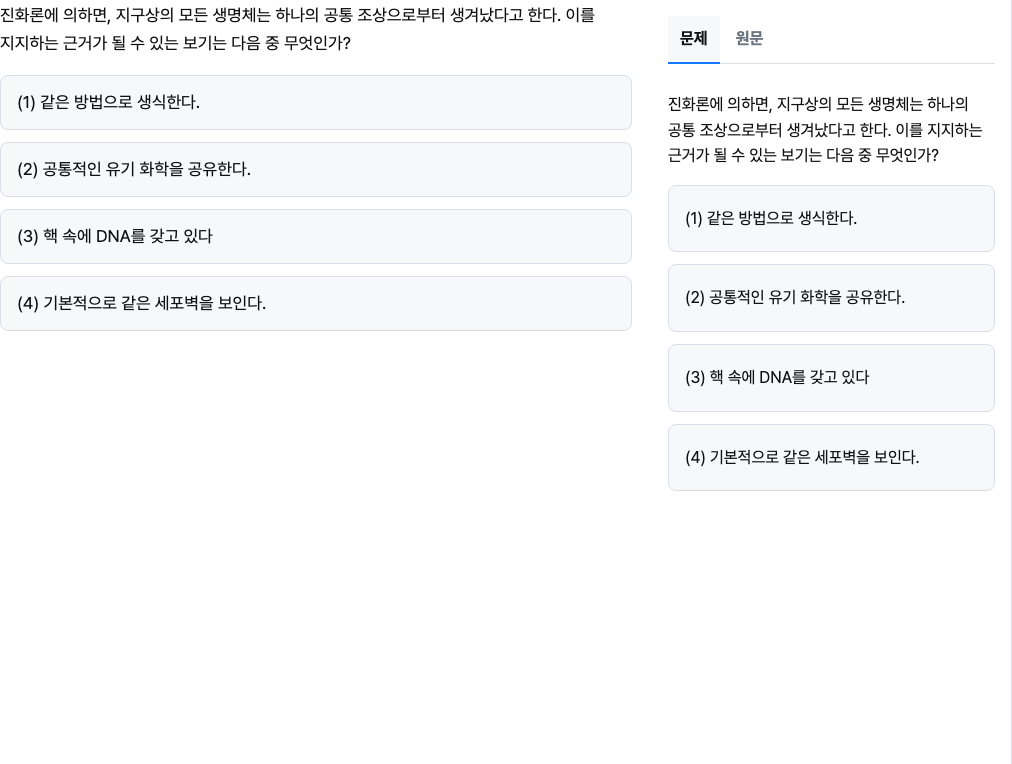 진화론에 의하면, 지구상의 모든 생명체는 하나의 공통 조상으로부터 생겨났다고 한다. 이를
지지하는 근거가 될 수 있는 보기는 다음 중 무엇인가?
(1) 같은 방법으로 생식한다.
(2) 공통적인 유기 화학을 공유한다.
(3) 핵 속에 DNA를 갖고 있다
(4) 기본적으로 같은 세포벽을 보인다.
문제 원문
진화론에 의하면, 지구상의 모든 생명체는 하나의
공통 조상으로부터 생겨났다고 한다. 이를 지지하는
근거가 될 수 있는 보기는 다음 중 무엇인가?
(1) 같은 방법으로 생식한다.
(2) 공통적인 유기 화학을 공유한다.
(3) 핵 속에 DNA를 갖고 있다
(4) 기본적으로 같은 세포벽을 보인다.